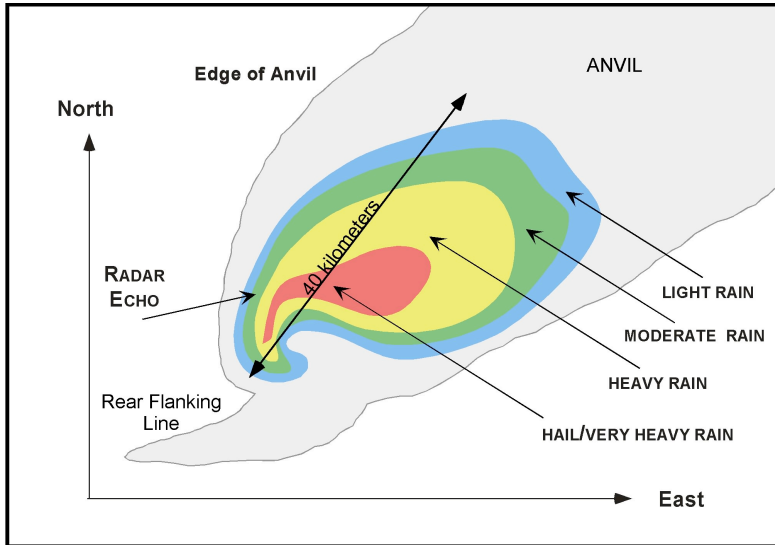 Edge of Anvil
ANVIL
North
40 kilometers
RADAR
ECHO
LIGHT RAIN
MODERATE RAIN
HEAVY RAIN
Rear Flanking
Line
HAIL/VERY HEAVY RAIN
East